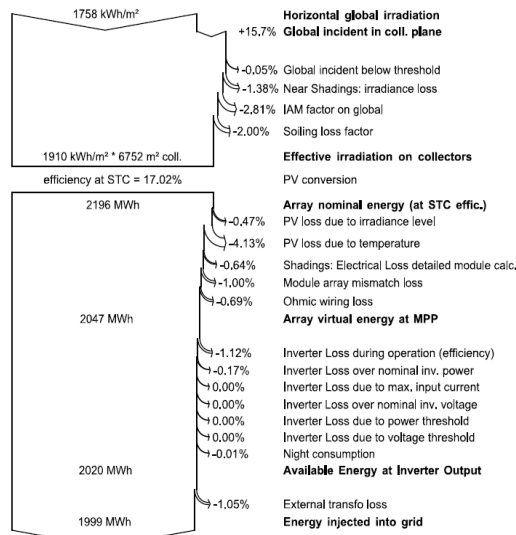 1758 kWh/m² Horizontal global irradiation
+15.7% Global incident in coll. plane
-0.05% Global incident below threshold
-1.38% Near Shadings: irradiance loss
-2.81% IAM factor on global
-2.00% Soiling loss factor
1910 kWh/m² * 6752 m² coll. Effective irradiation on collectors
efficiency at STC = 17.02% PV conversion
2196 MWh Array nominal energy (at STC effic.)
-0.47% PV loss due to irradiance level
-4.13% PV loss due to temperature
-0.64% Shadings: Electrical Loss detailed module calc.
-1.00% Module array mismatch loss
-0.69% Ohmic wiring loss
2047 MWh Array virtual energy at MPP
-1.12% Inverter Loss during operation (efficiency)
-0.17% Inverter Loss over nominal inv. power
0.00% Inverter Loss due to max. input current
0.00% Inverter Loss over nominal inv. voltage
0.00% Inverter Loss due to power threshold
0.00% Inverter Loss due to voltage threshold
-0.01% Night consumption
2020 MWh Available Energy at Inverter Output
-1.05% External transfo loss
1999 MWh Energy injected into grid